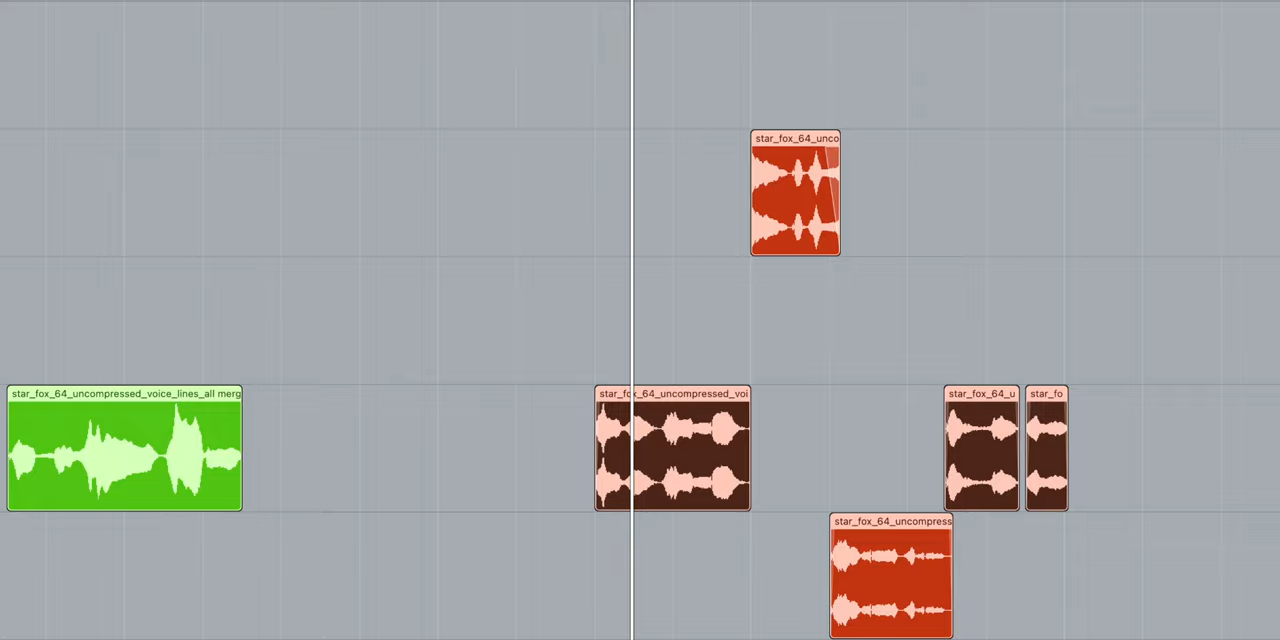 star_fox_64_unco
star_fox_64_uncompressed_voice_lines_all merg
star_fox_64_uncompressed_voi
star_fox_64_u
star_fo
star_fox_64_uncompress